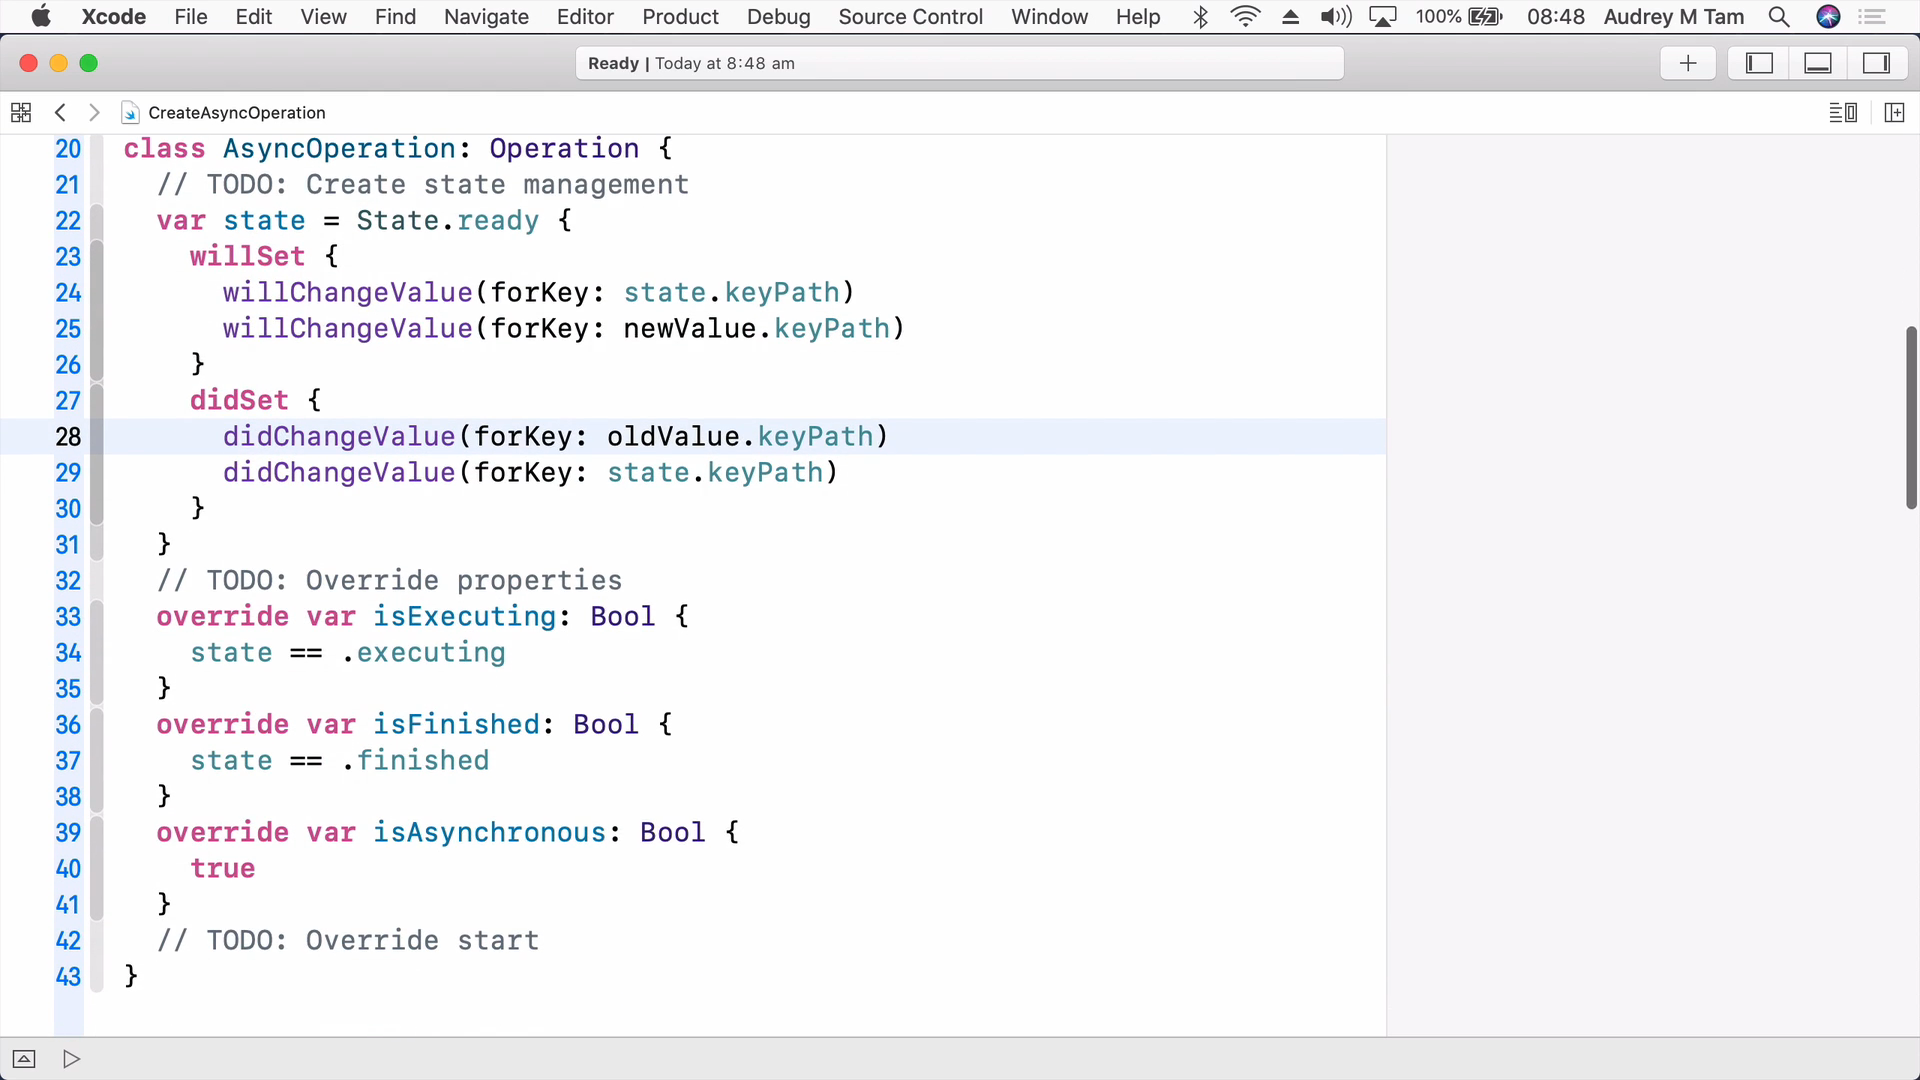 Xcode File Edit View Find Navigate Editor Product Debug Source Control Window Help 100% 08:48 Audrey M Tam
Ready | Today at 8:48 am
CreateAsyncOperation
20 class AsyncOperation: Operation {
21 // TODO: Create state management
22 var state = State.ready {
23 willSet {
24 willChangeValue(forKey: state.keyPath)
25 willChangeValue(forKey: newValue.keyPath)
26 }
27 didSet {
28 didChangeValue(forKey: oldValue.keyPath)
29 didChangeValue(forKey: state.keyPath)
30 }
31 }
32 // TODO: Override properties
33 override var isExecuting: Bool {
34 state == .executing
35 }
36 override var isFinished: Bool {
37 state == .finished
38 }
39 override var isAsynchronous: Bool {
40 true
41 }
42 // TODO: Override start
43 }